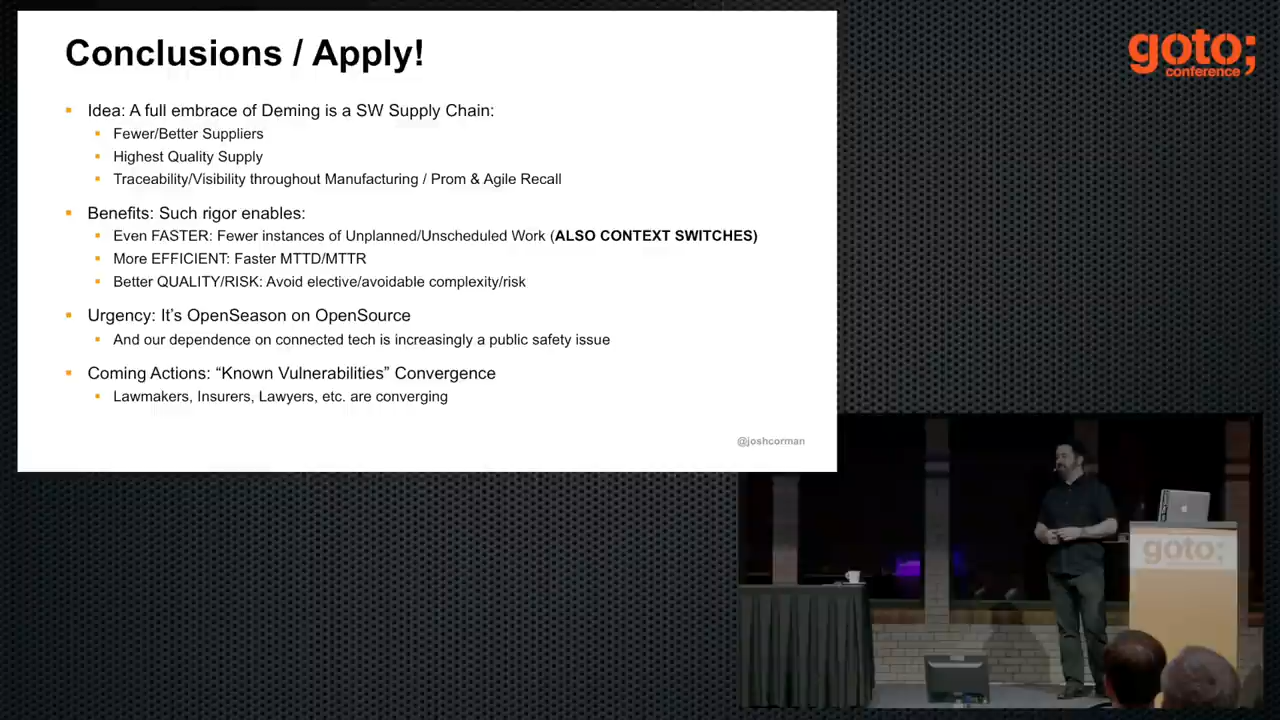 Conclusions / Apply!
goto;
conference
Idea: A full embrace of Deming is a SW Supply Chain:
Fewer/Better Suppliers
Highest Quality Supply
Traceability/Visibility throughout Manufacturing / Prom & Agile Recall
Benefits: Such rigor enables:
Even FASTER: Fewer instances of Unplanned/Unscheduled Work (ALSO CONTEXT SWITCHES)
More EFFICIENT: Faster MTTD/MTTR
Better QUALITY/RISK: Avoid elective/avoidable complexity/risk
Urgency: It’s OpenSeason on OpenSource
And our dependence on connected tech is increasingly a public safety issue
Coming Actions: “Known Vulnerabilities” Convergence
Lawmakers, Insurers, Lawyers, etc. are converging
@joshcorman
goto;